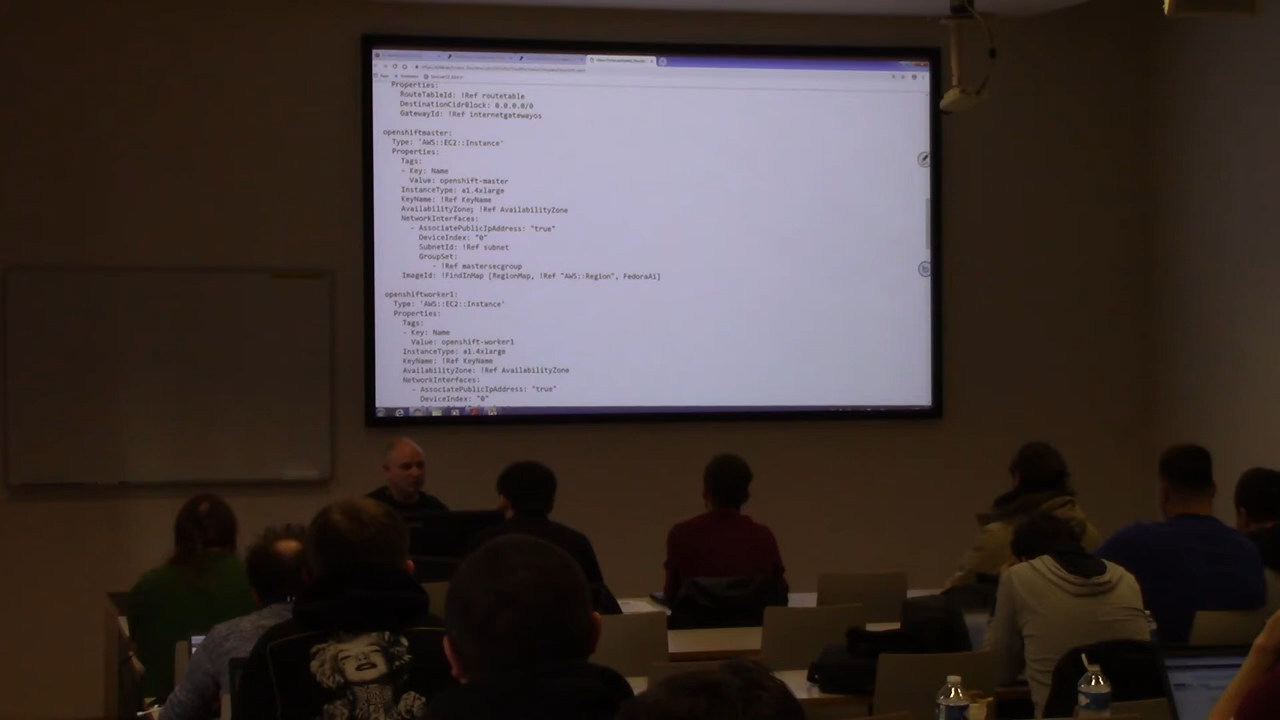 Properties:
RouteTableId: !Ref routetable
DestinationCidrBlock: 0.0.0.0/0
GatewayId: !Ref internetgatewayos
openshiftmaster:
Type: 'AWS::EC2::Instance'
Properties:
Tags:
- Key: Name
Value: openshift-master
InstanceType: a1.4xlarge
KeyName: !Ref KeyName
AvailabilityZone: !Ref AvailabilityZone
NetworkInterfaces:
- AssociatePublicIpAddress: "true"
DeviceIndex: "0"
SubnetId: !Ref subnet
GroupSet:
- !Ref mastersecgroup
ImageId: !FindInMap [RegionMap, !Ref "AWS::Region", FedoraAi]
openshiftworker1:
Type: 'AWS::EC2::Instance'
Properties:
Tags:
- Key: Name
Value: openshift-worker1
InstanceType: a1.4xlarge
KeyName: !Ref KeyName
AvailabilityZone: !Ref AvailabilityZone
NetworkInterfaces:
- AssociatePublicIpAddress: "true"
DeviceIndex: "0"